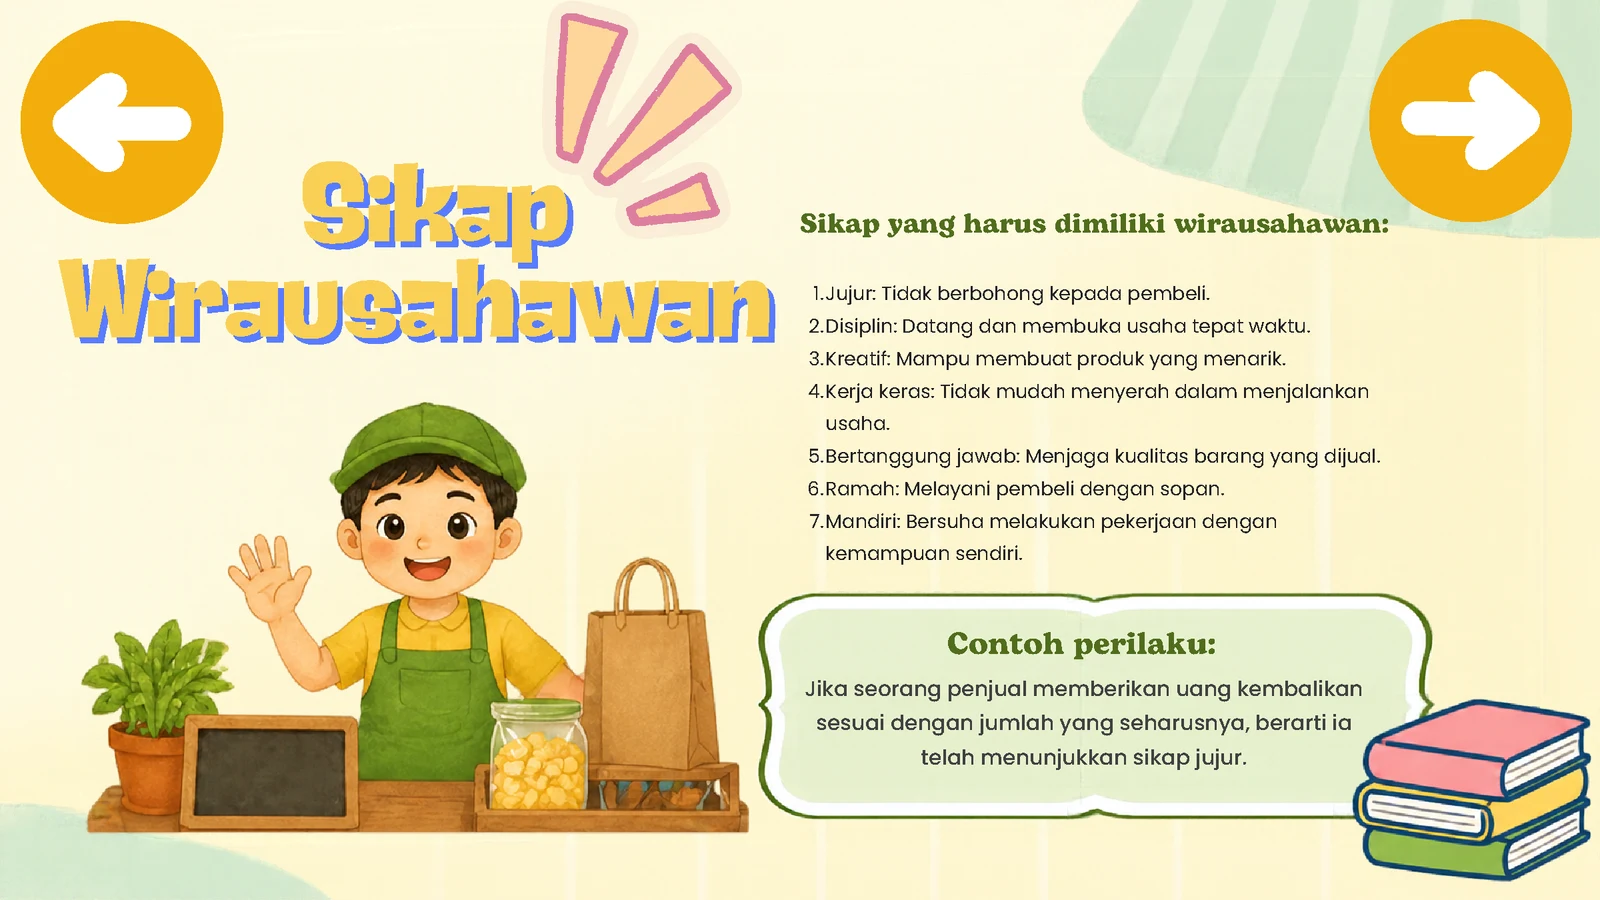 Sikap
Wirausahawan
Sikap yang harus dimiliki wirausahawan:
1.Jujur: Tidak berbohong kepada pembeli.
2.Disiplin: Datang dan membuka usaha tepat waktu.
3.Kreatif: Mampu membuat produk yang menarik.
4.Kerja keras: Tidak mudah menyerah dalam menjalankan
usaha.
5.Bertanggung jawab: Menjaga kualitas barang yang dijual.
6.Ramah: Melayani pembeli dengan sopan.
7.Mandiri: Bersuha melakukan pekerjaan dengan
kemampuan sendiri.
Contoh perilaku:
Jika seorang penjual memberikan uang kembalikan
sesuai dengan jumlah yang seharusnya, berarti ia
telah menunjukkan sikap jujur.